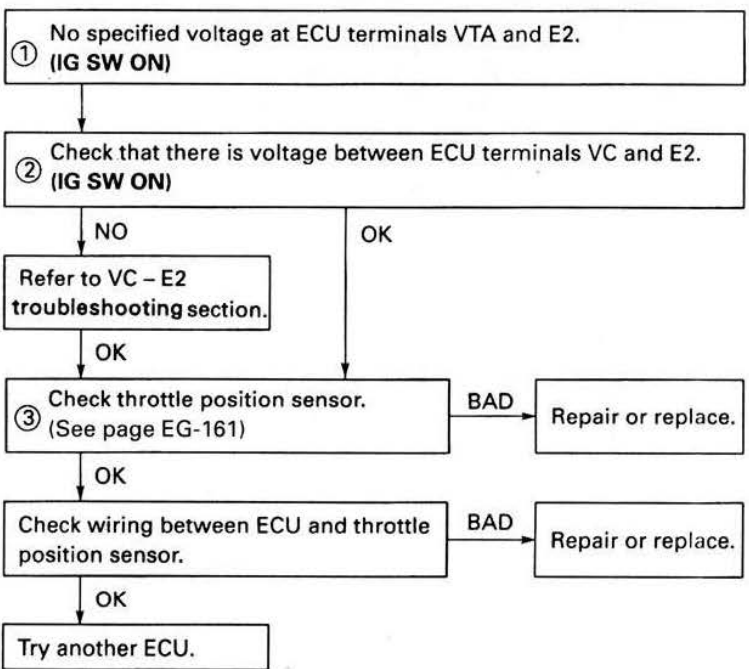 ① No specified voltage at ECU terminals VTA and E2.
(IG SW ON)
② Check that there is voltage between ECU terminals VC and E2.
(IG SW ON)
NO
OK
Refer to VC – E2
troubleshooting section.
OK
③ Check throttle position sensor.
(See page EG-161)
BAD
Repair or replace.
OK
Check wiring between ECU and throttle
position sensor.
BAD
Repair or replace.
OK
Try another ECU.